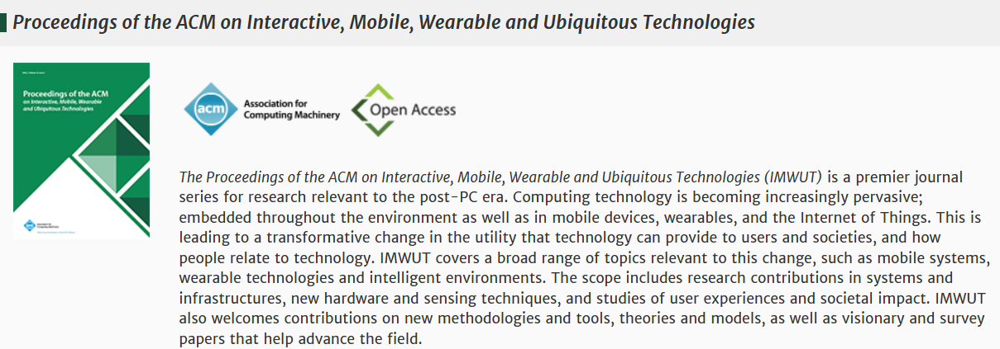 Proceedings of the ACM on Interactive, Mobile, Wearable and Ubiquitous Technologies
Proceedings of the ACM
on Interactive, Mobile, Wearable
and Ubiquitous Technologies
acm
Association for
Computing Machinery
Open Access
The Proceedings of the ACM on Interactive, Mobile, Wearable and Ubiquitous Technologies (IMWUT) is a premier journal
series for research relevant to the post-PC era. Computing technology is becoming increasingly pervasive;
embedded throughout the environment as well as in mobile devices, wearables, and the Internet of Things. This is
leading to a transformative change in the utility that technology can provide to users and societies, and how
people relate to technology. IMWUT covers a broad range of topics relevant to this change, such as mobile systems,
wearable technologies and intelligent environments. The scope includes research contributions in systems and
infrastructures, new hardware and sensing techniques, and studies of user experiences and societal impact. IMWUT
also welcomes contributions on new methodologies and tools, theories and models, as well as visionary and survey
papers that help advance the field.